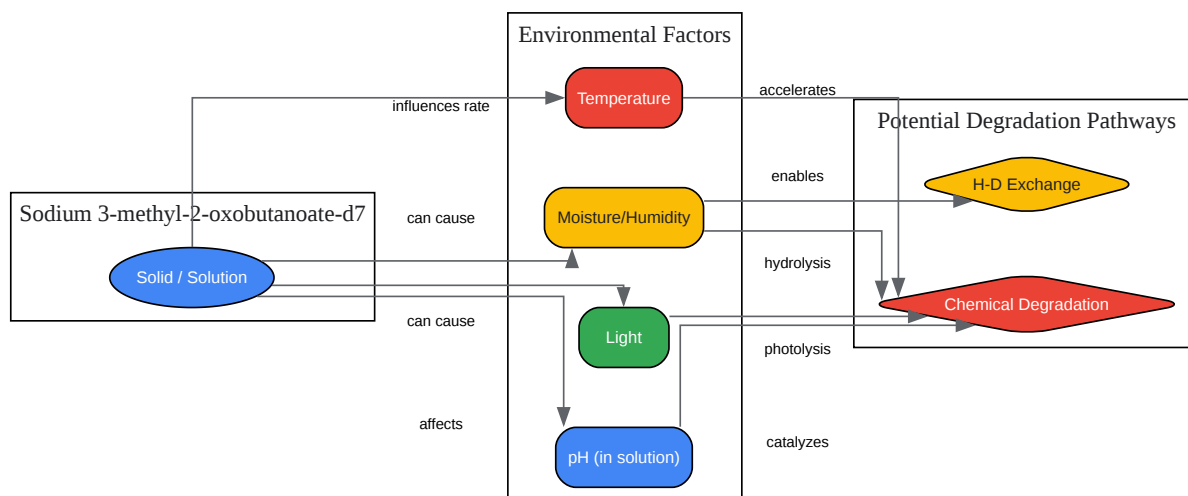 Environmental Factors
Temperature
influences rate
accelerates
Potential Degradation Pathways
H-D Exchange
enables
Sodium 3-methyl-2-oxobutanoate-d7
can cause
Moisture/Humidity
hydrolysis
Solid / Solution
Chemical Degradation
can cause
Light
photolysis
affects
pH (in solution)
catalyzes